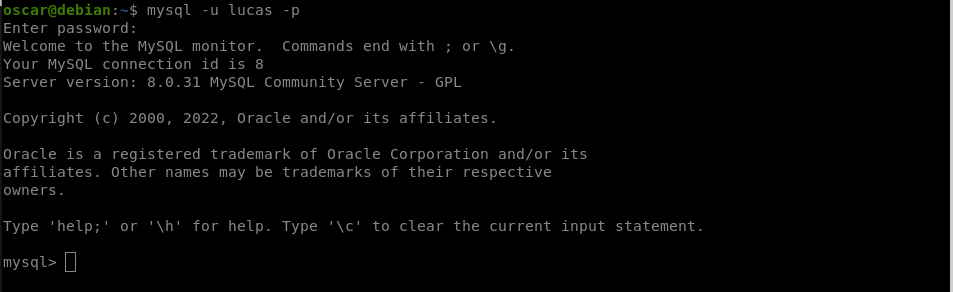 oscar@debian:~$ mysql -u lucas -p
Enter password:
Welcome to the MySQL monitor.  Commands end with ; or \g.
Your MySQL connection id is 8
Server version: 8.0.31 MySQL Community Server - GPL
Copyright (c) 2000, 2022, Oracle and/or its affiliates.
Oracle is a registered trademark of Oracle Corporation and/or its
affiliates. Other names may be trademarks of their respective
owners.
Type 'help;' or '\h' for help. Type '\c' to clear the current input statement.
mysql>